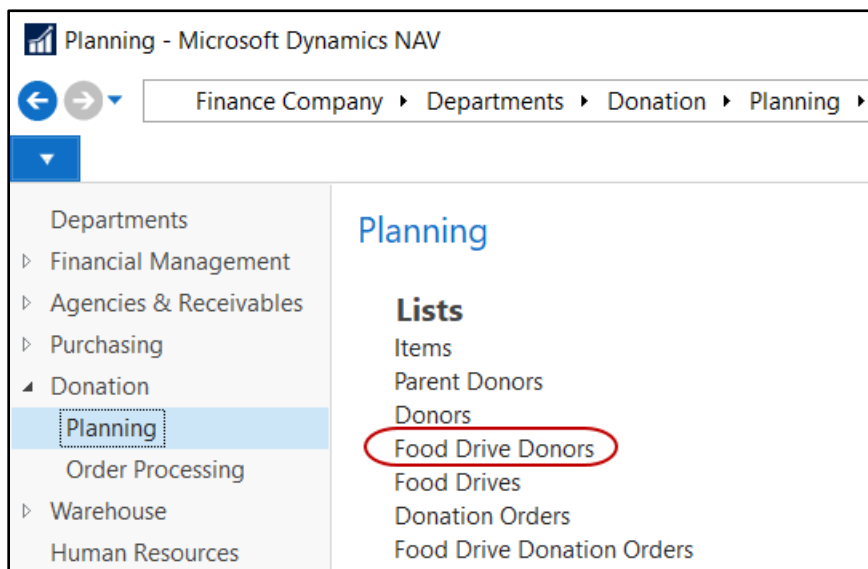 Planning - Microsoft Dynamics NAV
Finance Company ▸ Departments ▸ Donation ▸ Planning ▸
Departments
Financial Management
Agencies & Receivables
Purchasing
Donation
Planning
Order Processing
Warehouse
Human Resources
Planning
Lists
Items
Parent Donors
Donors
Food Drive Donors
Food Drives
Donation Orders
Food Drive Donation Orders